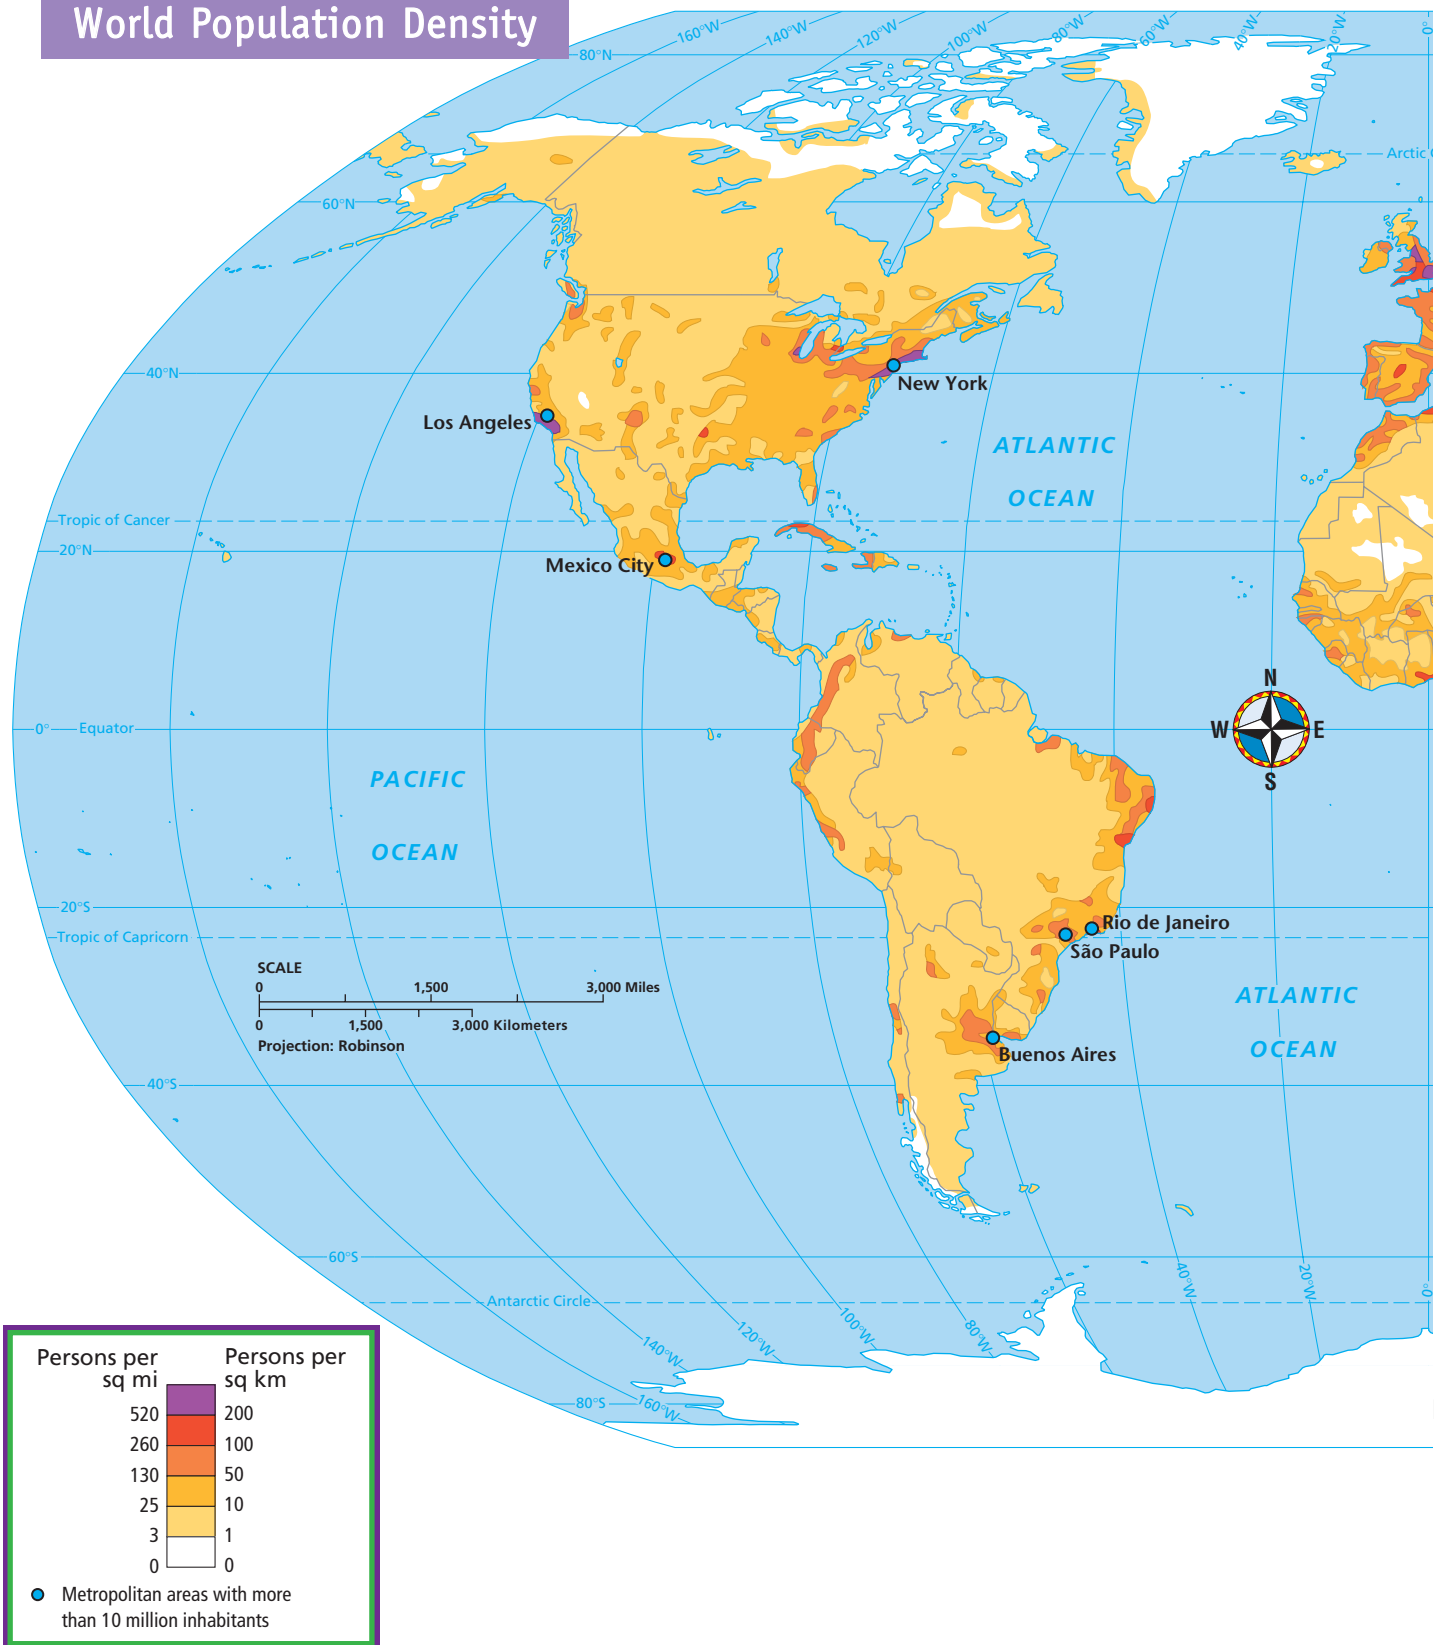 World Population Density
160°W
140°W
120°W
100°W
80°W
60°W
40°W
20°W
0°
80°N
Arctic C
60°N
40°N
New York
Los Angeles
ATLANTIC
OCEAN
Tropic of Cancer
20°N
Mexico City
N
W
E
S
0°
Equator
PACIFIC
OCEAN
20°S
Rio de Janeiro
Tropic of Capricorn
São Paulo
SCALE
0 1,500 3,000 Miles
0 1,500 3,000 Kilometers
Projection: Robinson
ATLANTIC
OCEAN
Buenos Aires
40°S
60°S
40°W
20°W
0°
Antarctic Circle
100°W
80°W
120°W
140°W
160°W
80°S
Persons per
sq mi
Persons per
sq km
520 200
260 100
130 50
25 10
3 1
0 0
Metropolitan areas with more
than 10 million inhabitants